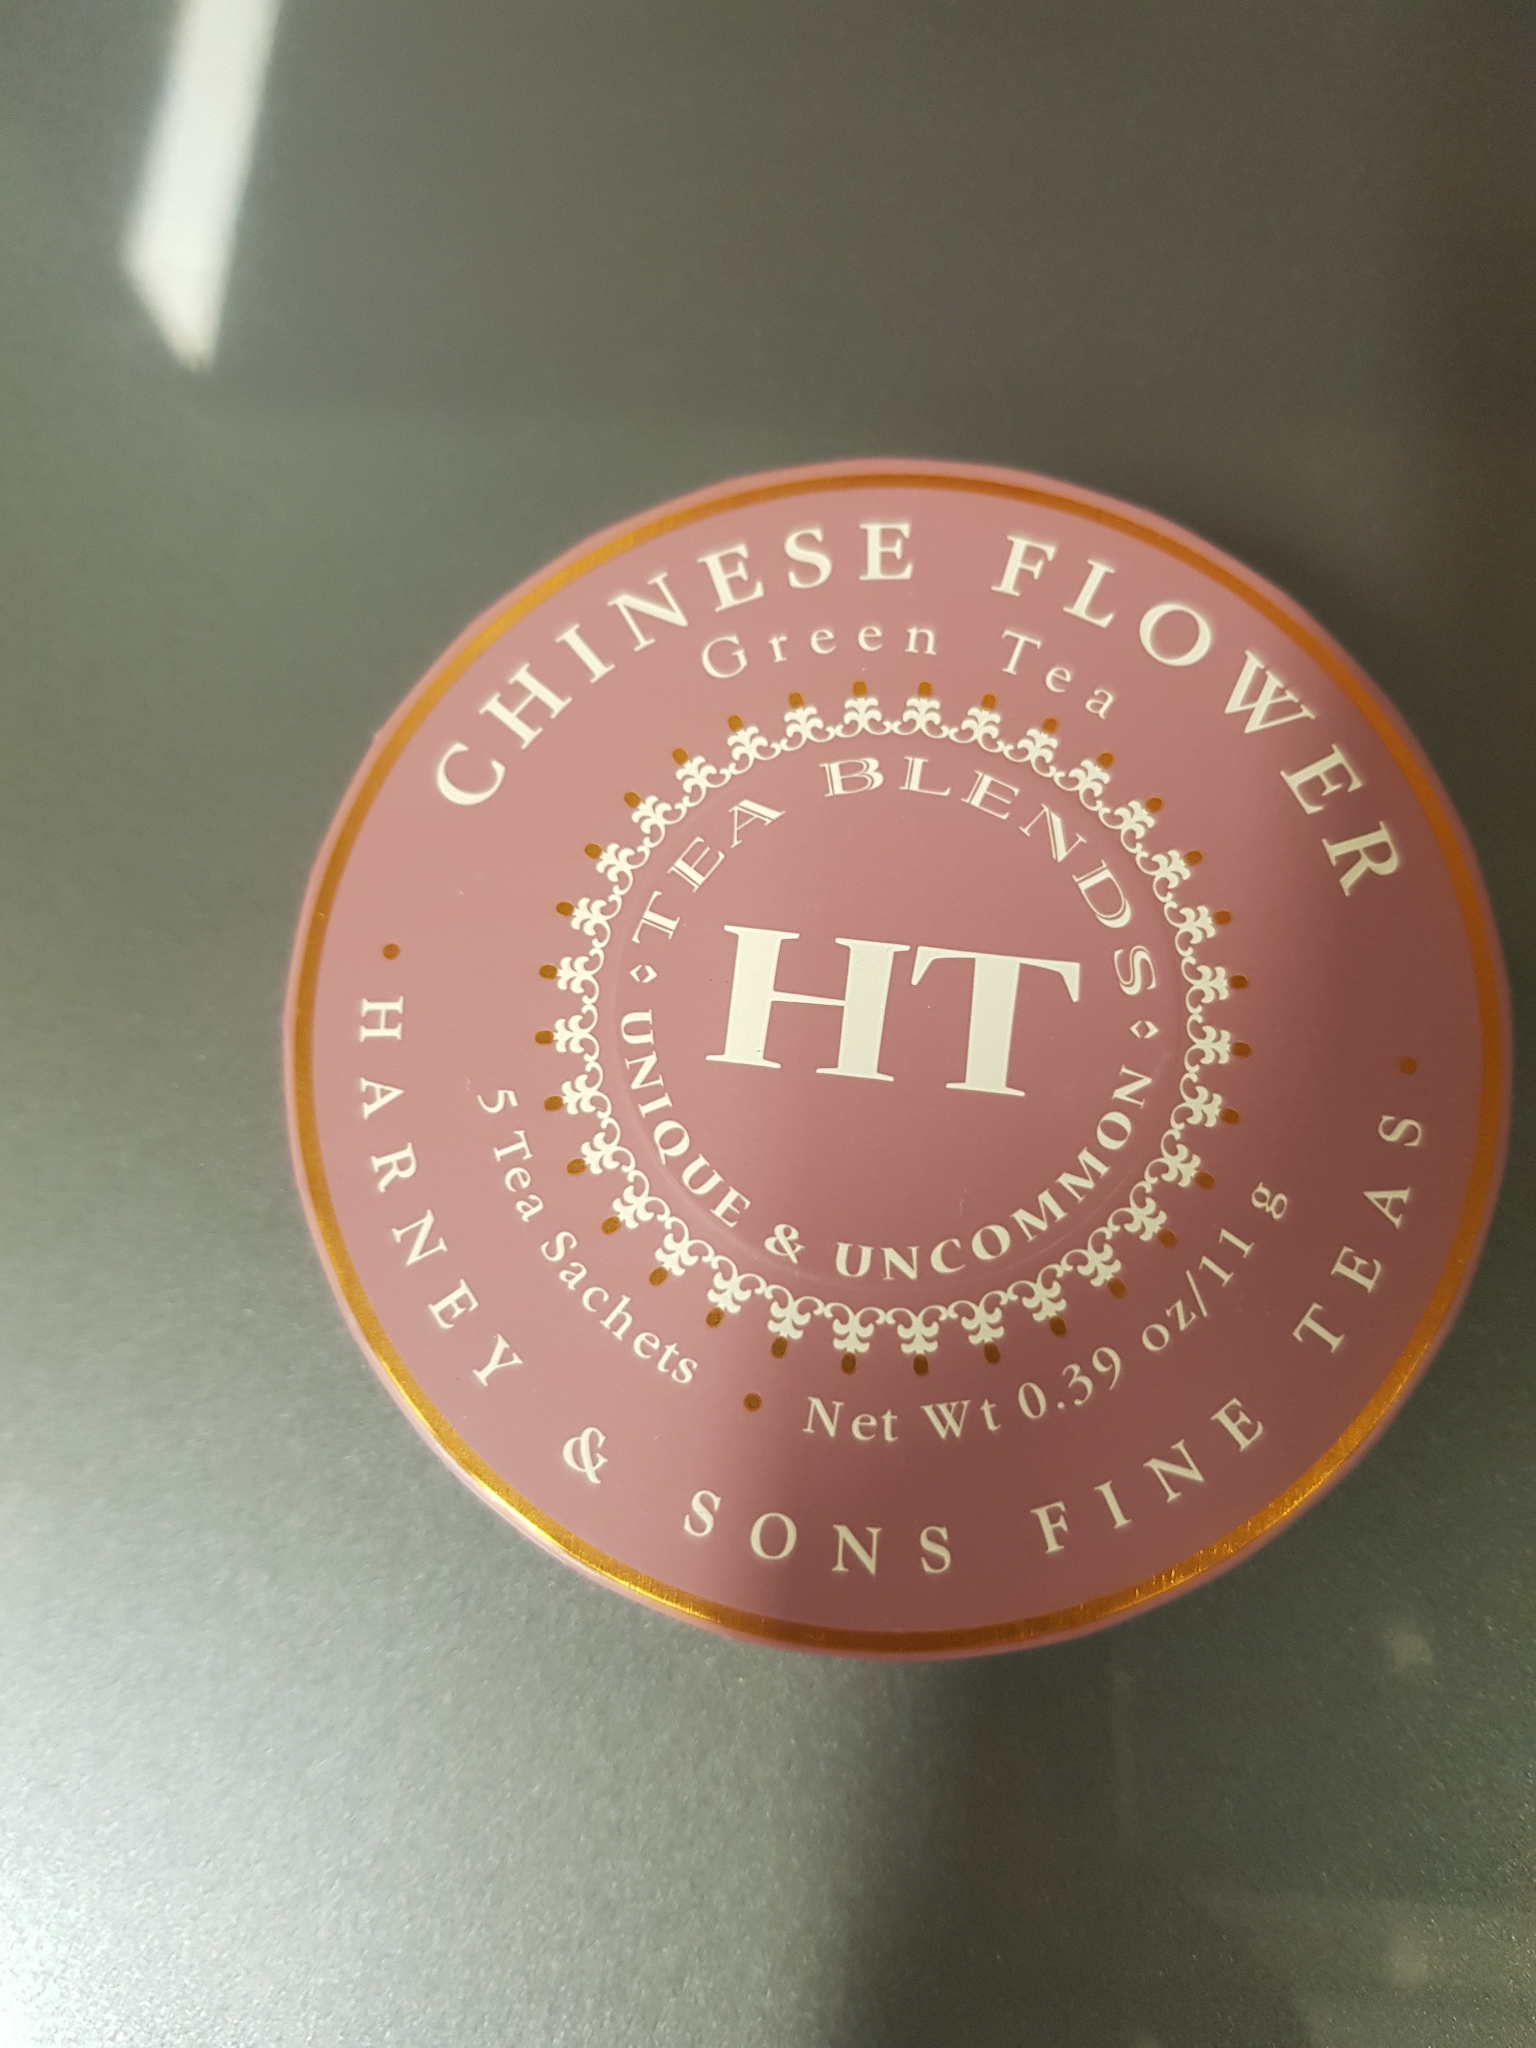 CHINESE FLOWER
Green Tea
TEA BLENDS
HT
UNIQUE & UNCOMMON
5 Tea Sachets • Net Wt 0.39 oz/11 g
• HARNEY & SONS FINE TEAS •